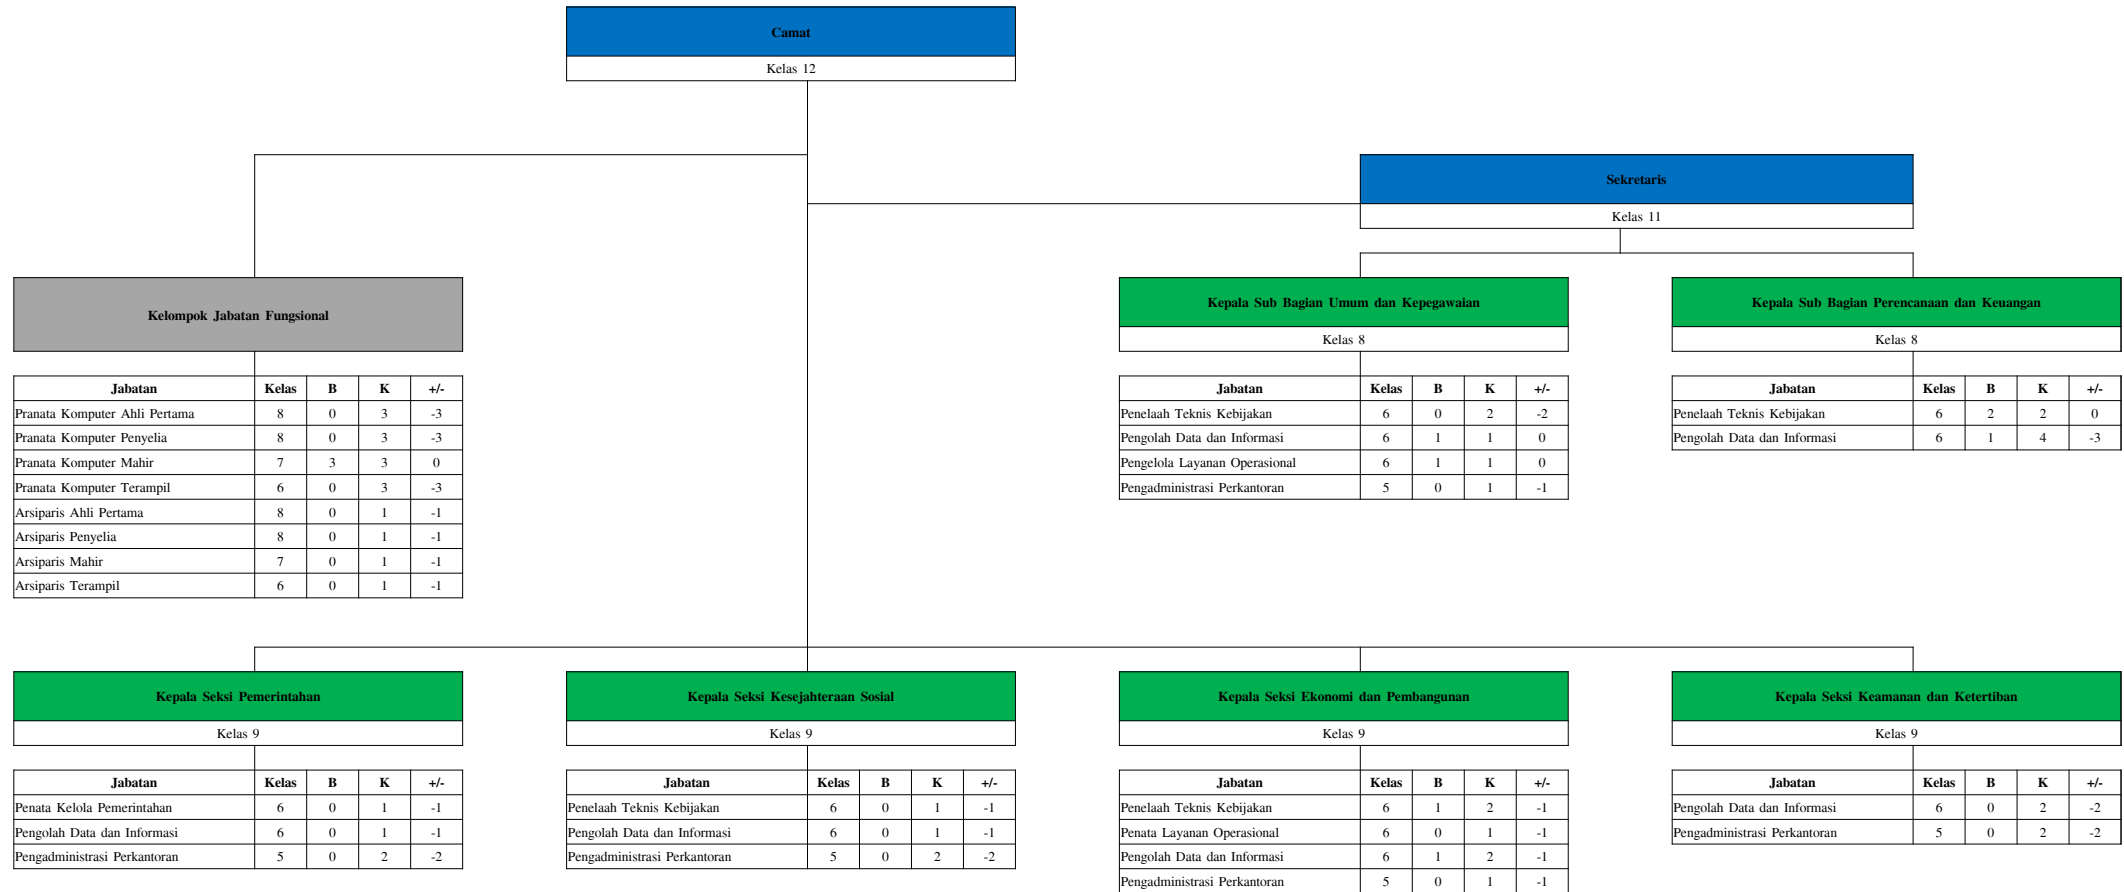 Camat
Kelas 12
Sekretaris
Kelas 11
Kelompok Jabatan Fungsional
Jabatan Kelas B K +/-
Pranata Komputer Ahli Pertama 8 0 3 -3
Pranata Komputer Penyelia 8 0 3 -3
Pranata Komputer Mahir 7 3 3 0
Pranata Komputer Terampil 6 0 3 -3
Arsiparis Ahli Pertama 8 0 1 -1
Arsiparis Penyelia 8 0 1 -1
Arsiparis Mahir 7 0 1 -1
Arsiparis Terampil 6 0 1 -1
Kepala Sub Bagian Umum dan Kepegawaian
Kelas 8
Jabatan Kelas B K +/-
Penelaah Teknis Kebijakan 6 0 2 -2
Pengolah Data dan Informasi 6 1 1 0
Pengelola Layanan Operasional 6 1 1 0
Pengadministrasi Perkantoran 5 0 1 -1
Kepala Sub Bagian Perencanaan dan Keuangan
Kelas 8
Jabatan Kelas B K +/-
Penelaah Teknis Kebijakan 6 2 2 0
Pengolah Data dan Informasi 6 1 4 -3
Kepala Seksi Pemerintahan
Kelas 9
Jabatan Kelas B K +/-
Penata Kelola Pemerintahan 6 0 1 -1
Pengolah Data dan Informasi 6 0 1 -1
Pengadministrasi Perkantoran 5 0 2 -2
Kepala Seksi Kesejahteraan Sosial
Kelas 9
Jabatan Kelas B K +/-
Penelaah Teknis Kebijakan 6 0 1 -1
Pengolah Data dan Informasi 6 0 1 -1
Pengadministrasi Perkantoran 5 0 2 -2
Kepala Seksi Ekonomi dan Pembangunan
Kelas 9
Jabatan Kelas B K +/-
Penelaah Teknis Kebijakan 6 1 2 -1
Penata Layanan Operasional 6 0 1 -1
Pengolah Data dan Informasi 6 1 2 -1
Pengadministrasi Perkantoran 5 0 1 -1
Kepala Seksi Keamanan dan Ketertiban
Kelas 9
Jabatan Kelas B K +/-
Pengolah Data dan Informasi 6 0 2 -2
Pengadministrasi Perkantoran 5 0 2 -2